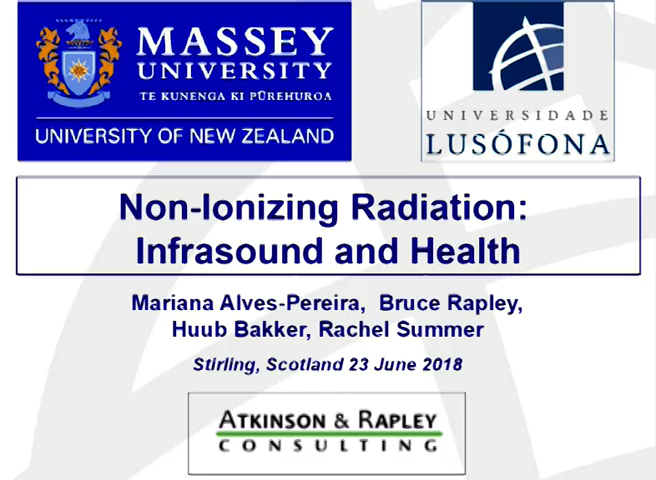 MASSEY
UNIVERSITY
TE KUNENGA KI PŪREHUROA
UNIVERSITY OF NEW ZEALAND
UNIVERSIDADE
LUSÓFONA
Non-Ionizing Radiation:
Infrasound and Health
Mariana Alves-Pereira, Bruce Rapley,
Huub Bakker, Rachel Summer
Stirling, Scotland 23 June 2018
ATKINSON & RAPLEY
CONSULTING